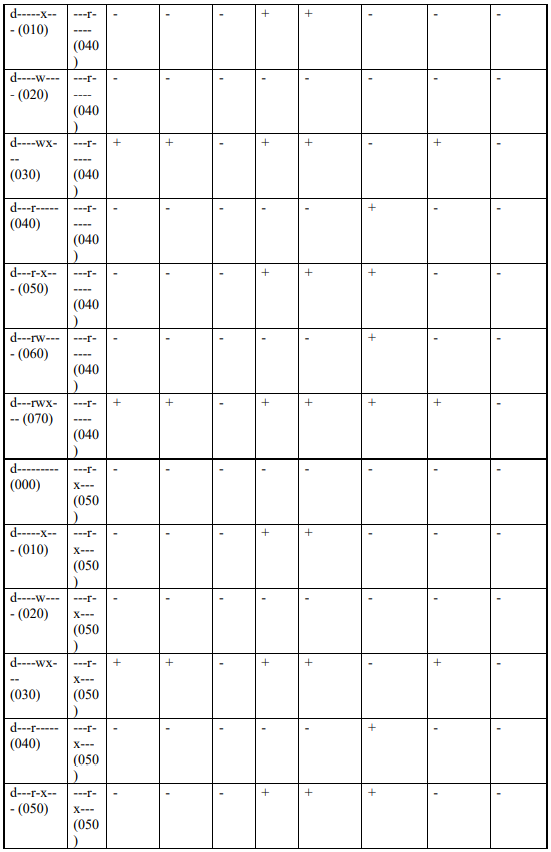 d-----x-- ---r- - - - + + - - -
- (010) ----
(040
)
d----w--- ---r- - - - - - - - -
- (020) ----
(040
)
d----wx- ---r- + + - + + - + -
-- ----
(030) (040
)
d---r----- ---r- - - - - - + - -
(040) ----
(040
)
d---r-x-- ---r- - - - + + + - -
- (050) ----
(040
)
d---rw--- ---r- - - - - - + - -
- (060) ----
(040
)
d---rwx- ---r- + + - + + + + -
-- (070) ----
(040
)
d--------- ---r- - - - - - - - -
(000) x---
(050
)
d-----x-- ---r- - - - + + - - -
- (010) x---
(050
)
d----w--- ---r- - - - - - - - -
- (020) x---
(050
)
d----wx- ---r- + + - + + - + -
-- x---
(030) (050
)
d---r----- ---r- - - - - - + - -
(040) x---
(050
)
d---r-x-- ---r- - - - + + + - -
- (050) x---
(050
)